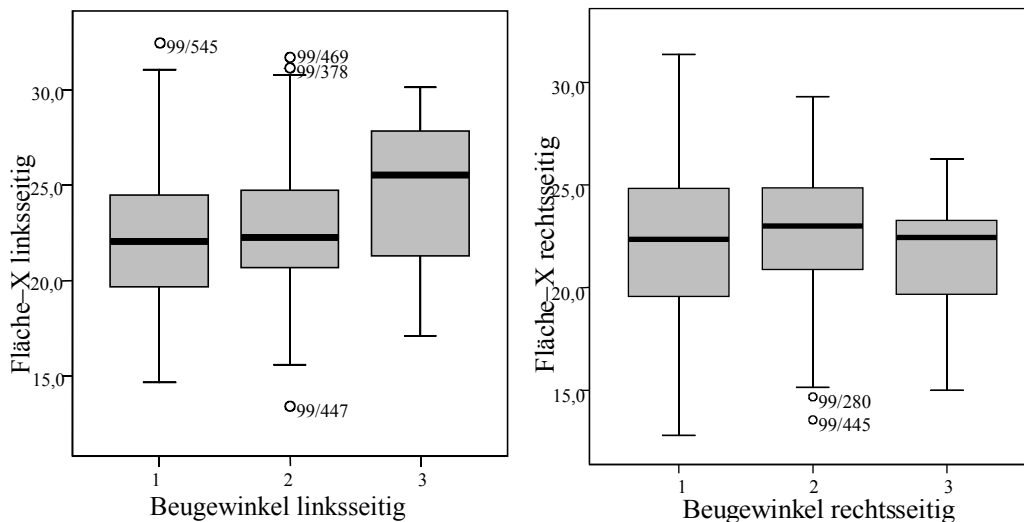 Fläche–X linksseitig
30,0
25,0
20,0
15,0
99/545
99/469
99/378
99/447
1 2 3
Beugewinkel linksseitig
Fläche–X rechtsseitig
30,0
25,0
20,0
15,0
99/280
99/445
1 2 3
Beugewinkel rechtsseitig